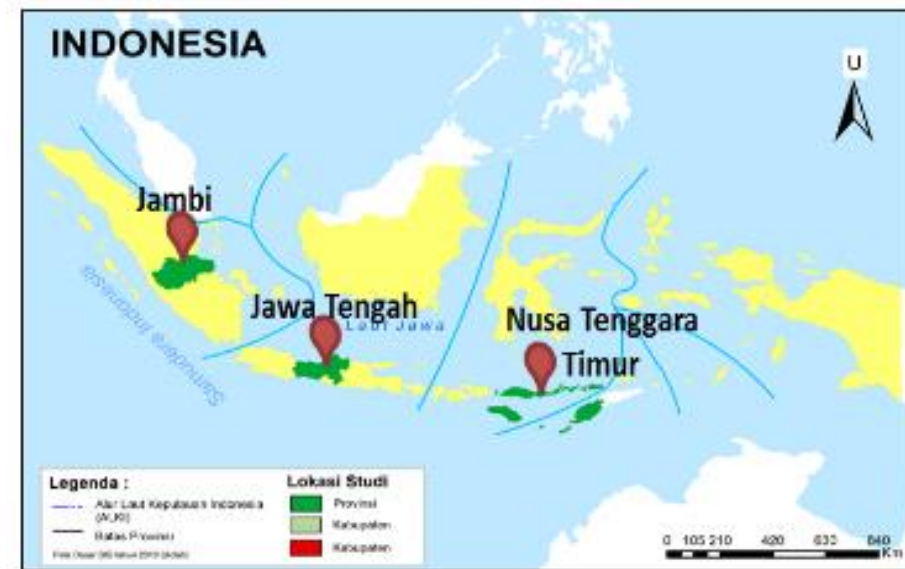 INDONESIA
U
Jambi
Jawa Tengah
Laut Jawa
Nusa Tenggara
Timur
Samudera Indonesia
Legenda :
Alur Laut Kepulauan Indonesia
(ALKI)
Batas Provinsi
Lokasi Studi
Provinsi
Kabupaten
Kabupaten
0 105 210 420 630 840
Km